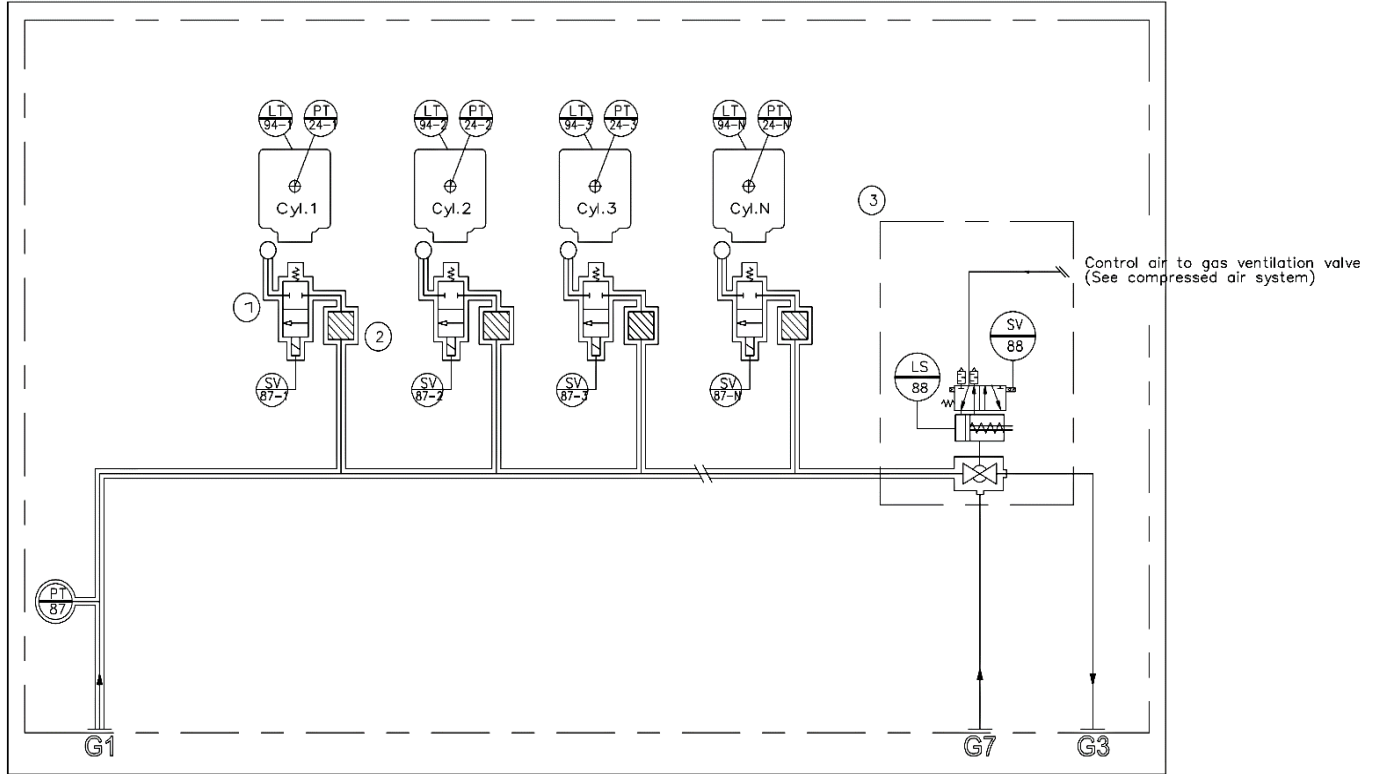 LT
94-1
PT
24-1
LT
94-2
PT
24-2
LT
94-3
PT
24-3
LT
94-N
PT
24-N
Cyl.1
Cyl.2
Cyl.3
Cyl.N
3
Control air to gas ventilation valve
(See compressed air system)
1
2
SV
88
LS
88
SV
87-1
SV
87-2
SV
87-3
SV
87-N
PT
87
G1
G7
G3